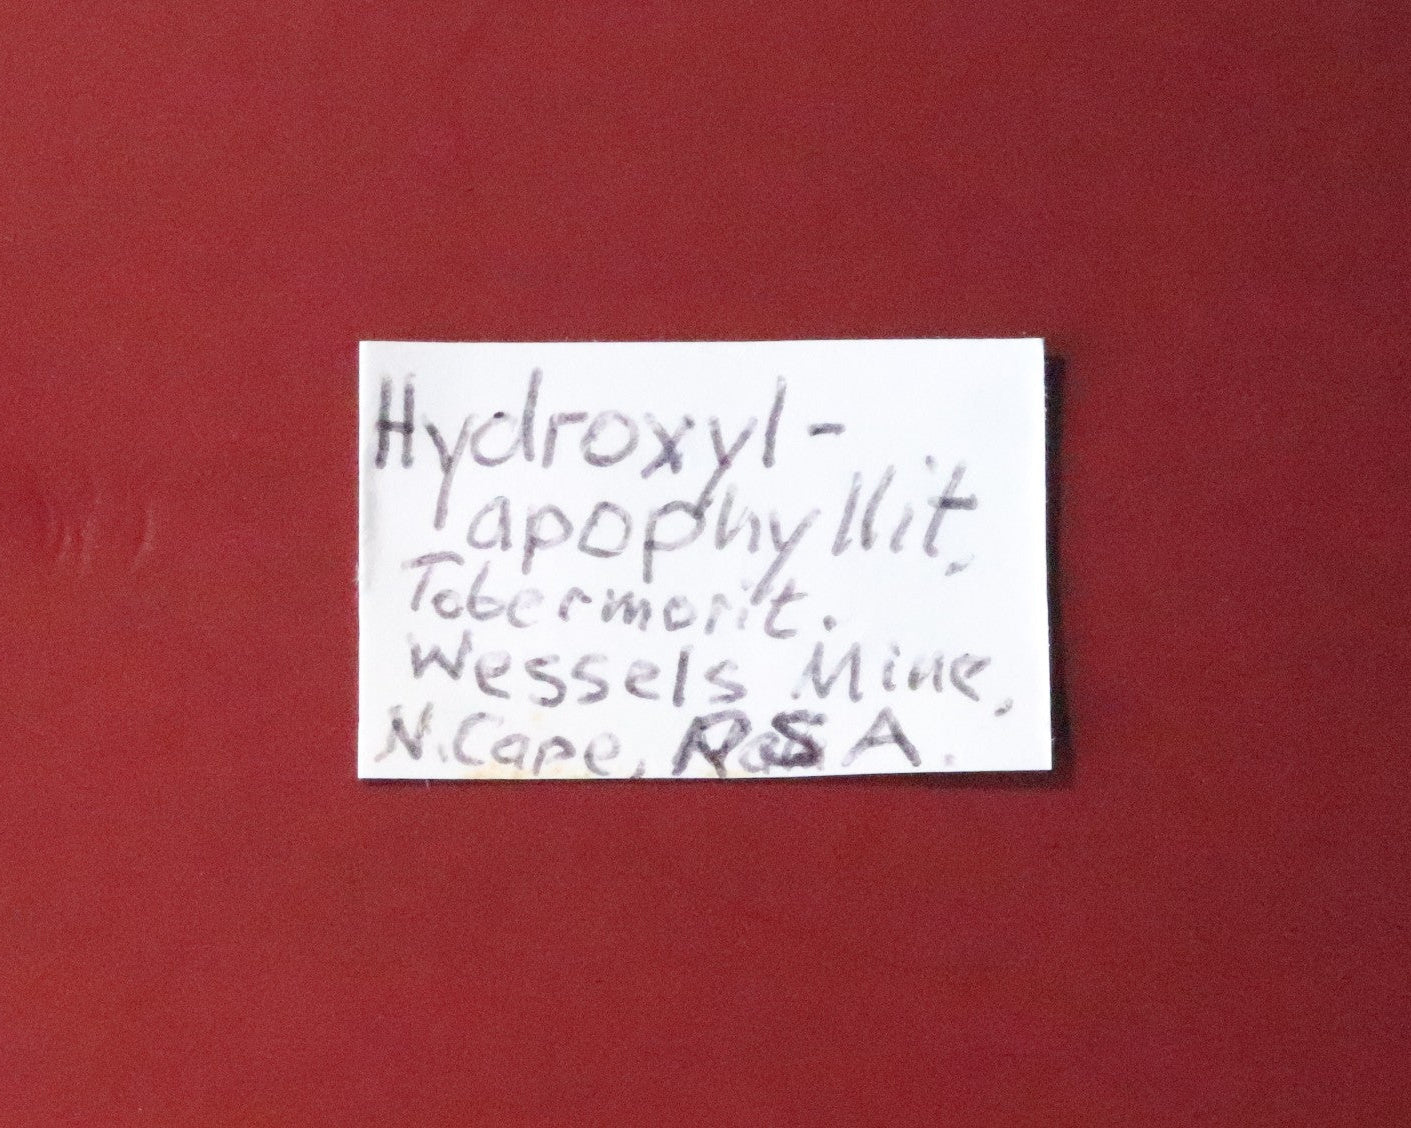 Hydroxyl-
apophyllit,
Tobermorit.
Wessels Mine,
N.Cape, RSA.